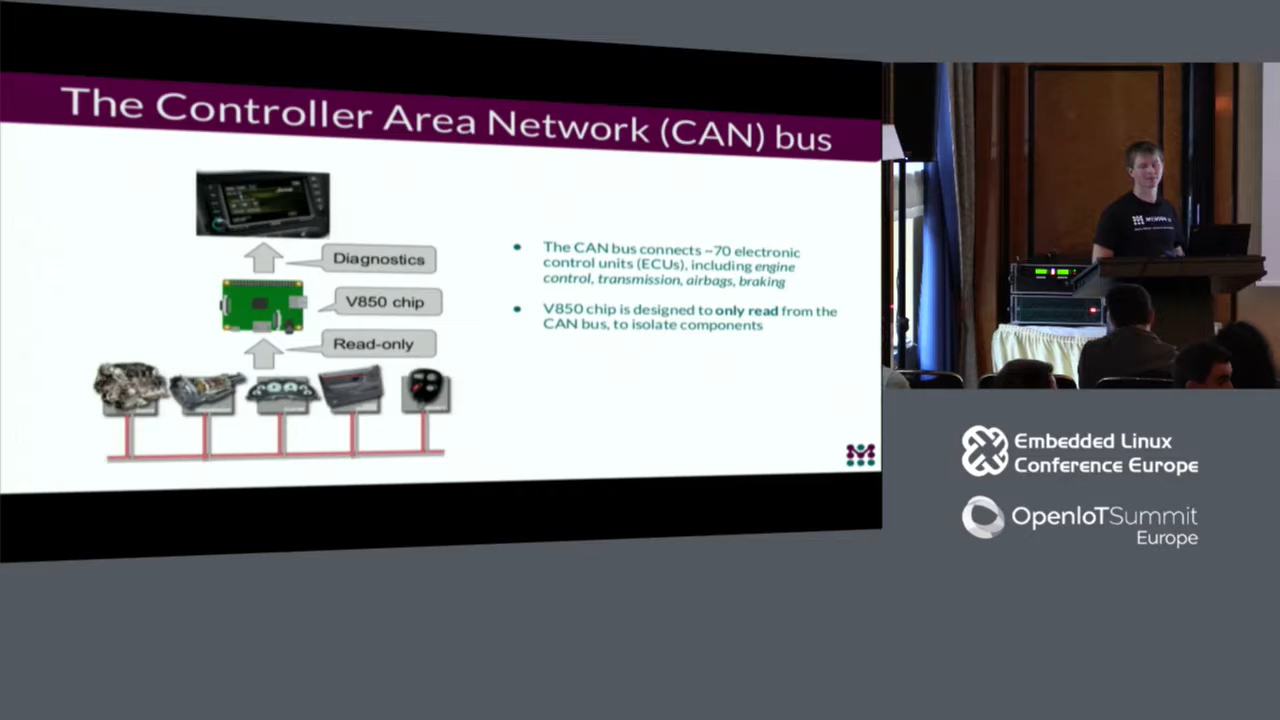 The Controller Area Network (CAN) bus
Diagnostics
V850 chip
Read-only
The CAN bus connects ~70 electronic
control units (ECUs), including engine
control, transmission, airbags, braking
V850 chip is designed to only read from the
CAN bus, to isolate components
Embedded Linux
Conference Europe
OpenIoTSummit
Europe